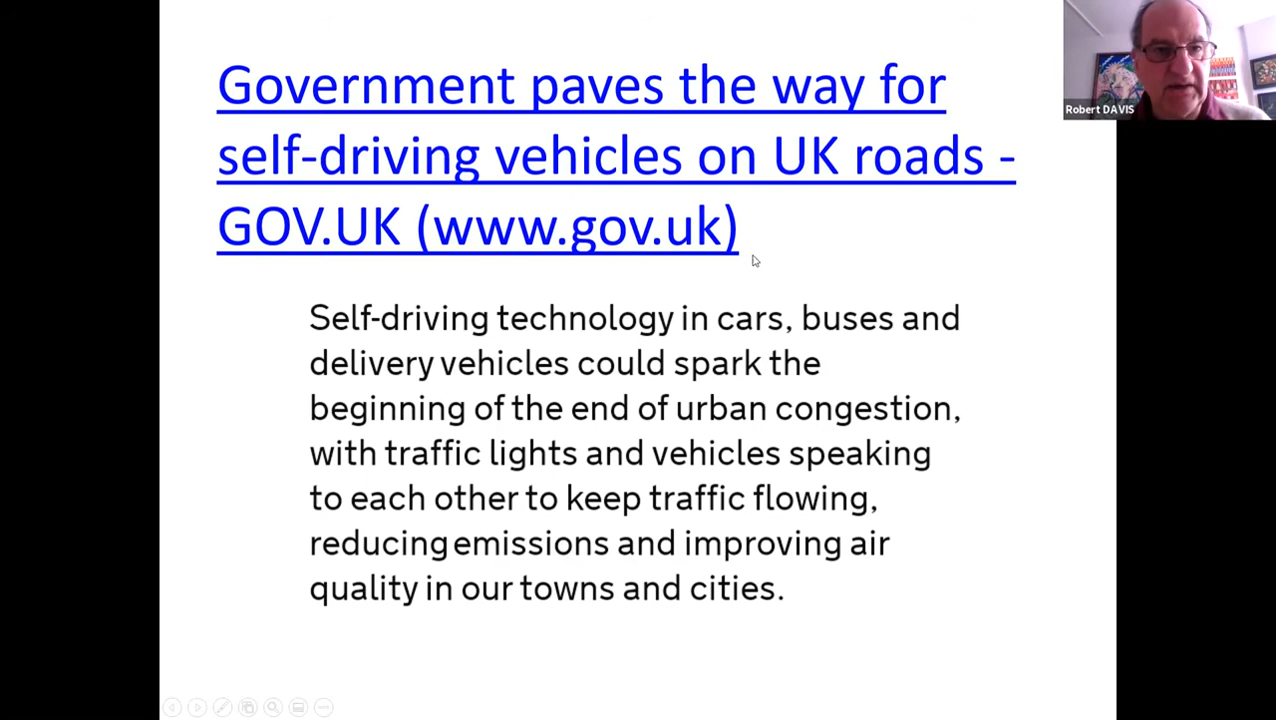 Government paves the way for
self-driving vehicles on UK roads -
GOV.UK (www.gov.uk)
Robert DAVIS
Self-driving technology in cars, buses and
delivery vehicles could spark the
beginning of the end of urban congestion,
with traffic lights and vehicles speaking
to each other to keep traffic flowing,
reducing emissions and improving air
quality in our towns and cities.